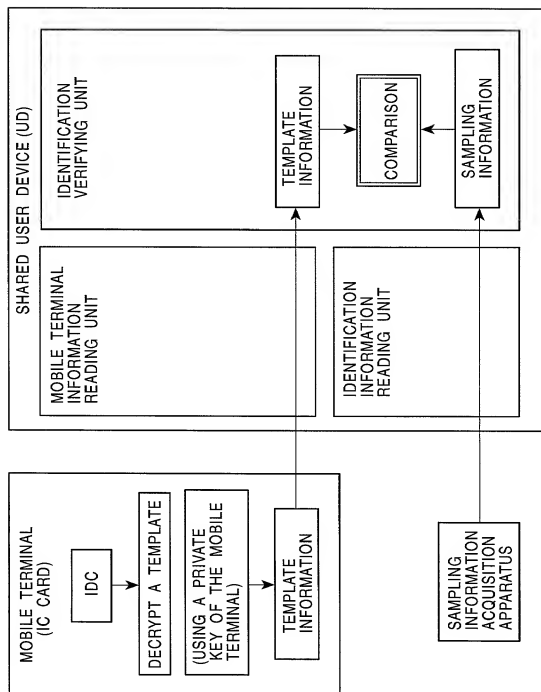 SHARED USER DEVICE (UD)
MOBILE TERMINAL
(IC CARD)
IDC
DECRYPT A TEMPLATE
(USING A PRIVATE
KEY OF THE MOBILE
TERMINAL)
TEMPLATE
INFORMATION
SAMPLING
INFORMATION
ACQUISITION
APPARATUS
MOBILE TERMINAL
INFORMATION
READING UNIT
IDENTIFICATION
INFORMATION
READING UNIT
IDENTIFICATION
VERIFYING UNIT
TEMPLATE
INFORMATION
COMPARISON
SAMPLING
INFORMATION